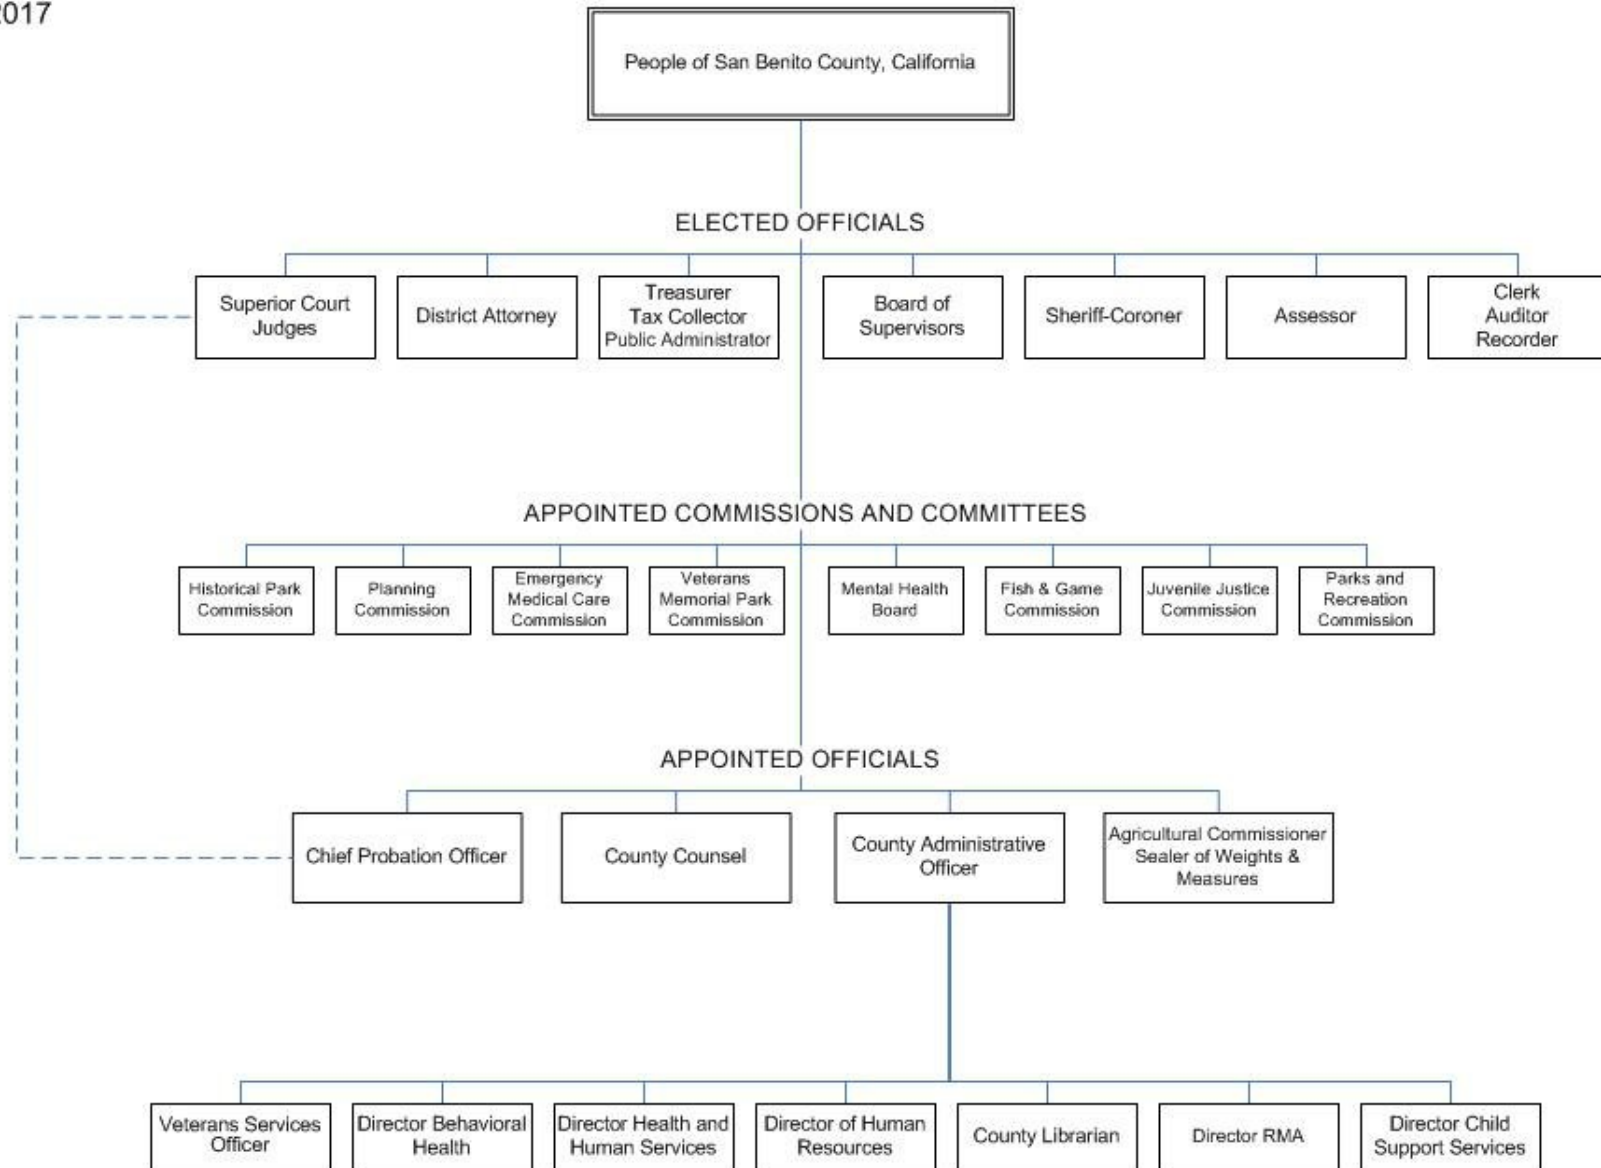 2017
People of San Benito County, California
ELECTED OFFICIALS
Superior Court
Judges
District Attorney
Treasurer
Tax Collector
Public Administrator
Board of
Supervisors
Sheriff-Coroner
Assessor
Clerk
Auditor
Recorder
APPOINTED COMMISSIONS AND COMMITTEES
Historical Park
Commission
Planning
Commission
Emergency
Medical Care
Commission
Veterans
Memorial Park
Commission
Mental Health
Board
Fish & Game
Commission
Juvenile Justice
Commission
Parks and
Recreation
Commission
APPOINTED OFFICIALS
Chief Probation Officer
County Counsel
County Administrative
Officer
Agricultural Commissioner
Sealer of Weights &
Measures
Veterans Services
Officer
Director Behavioral
Health
Director Health and
Human Services
Director of Human
Resources
County Librarian
Director RMA
Director Child
Support Services